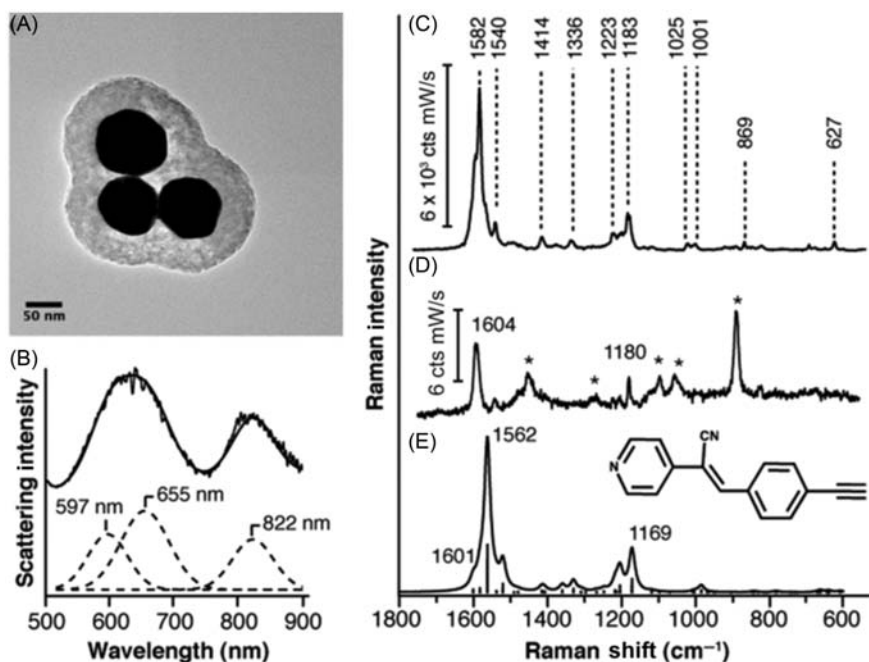 (A)
50 nm
(B)
Scattering intensity
597 nm
655 nm
822 nm
500 600 700 800 900
Wavelength (nm)
Raman intensity
(C)
1582
1540
1414
1336
1223
1183
1025
1001
869
627
6 x 10³ cts mW/s
(D)
6 cts mW/s
1604
*
*
1180
*
*
*
(E)
1562
1601
1169
CN
N
1800 1600 1400 1200 1000 800 600
Raman shift (cm⁻¹)